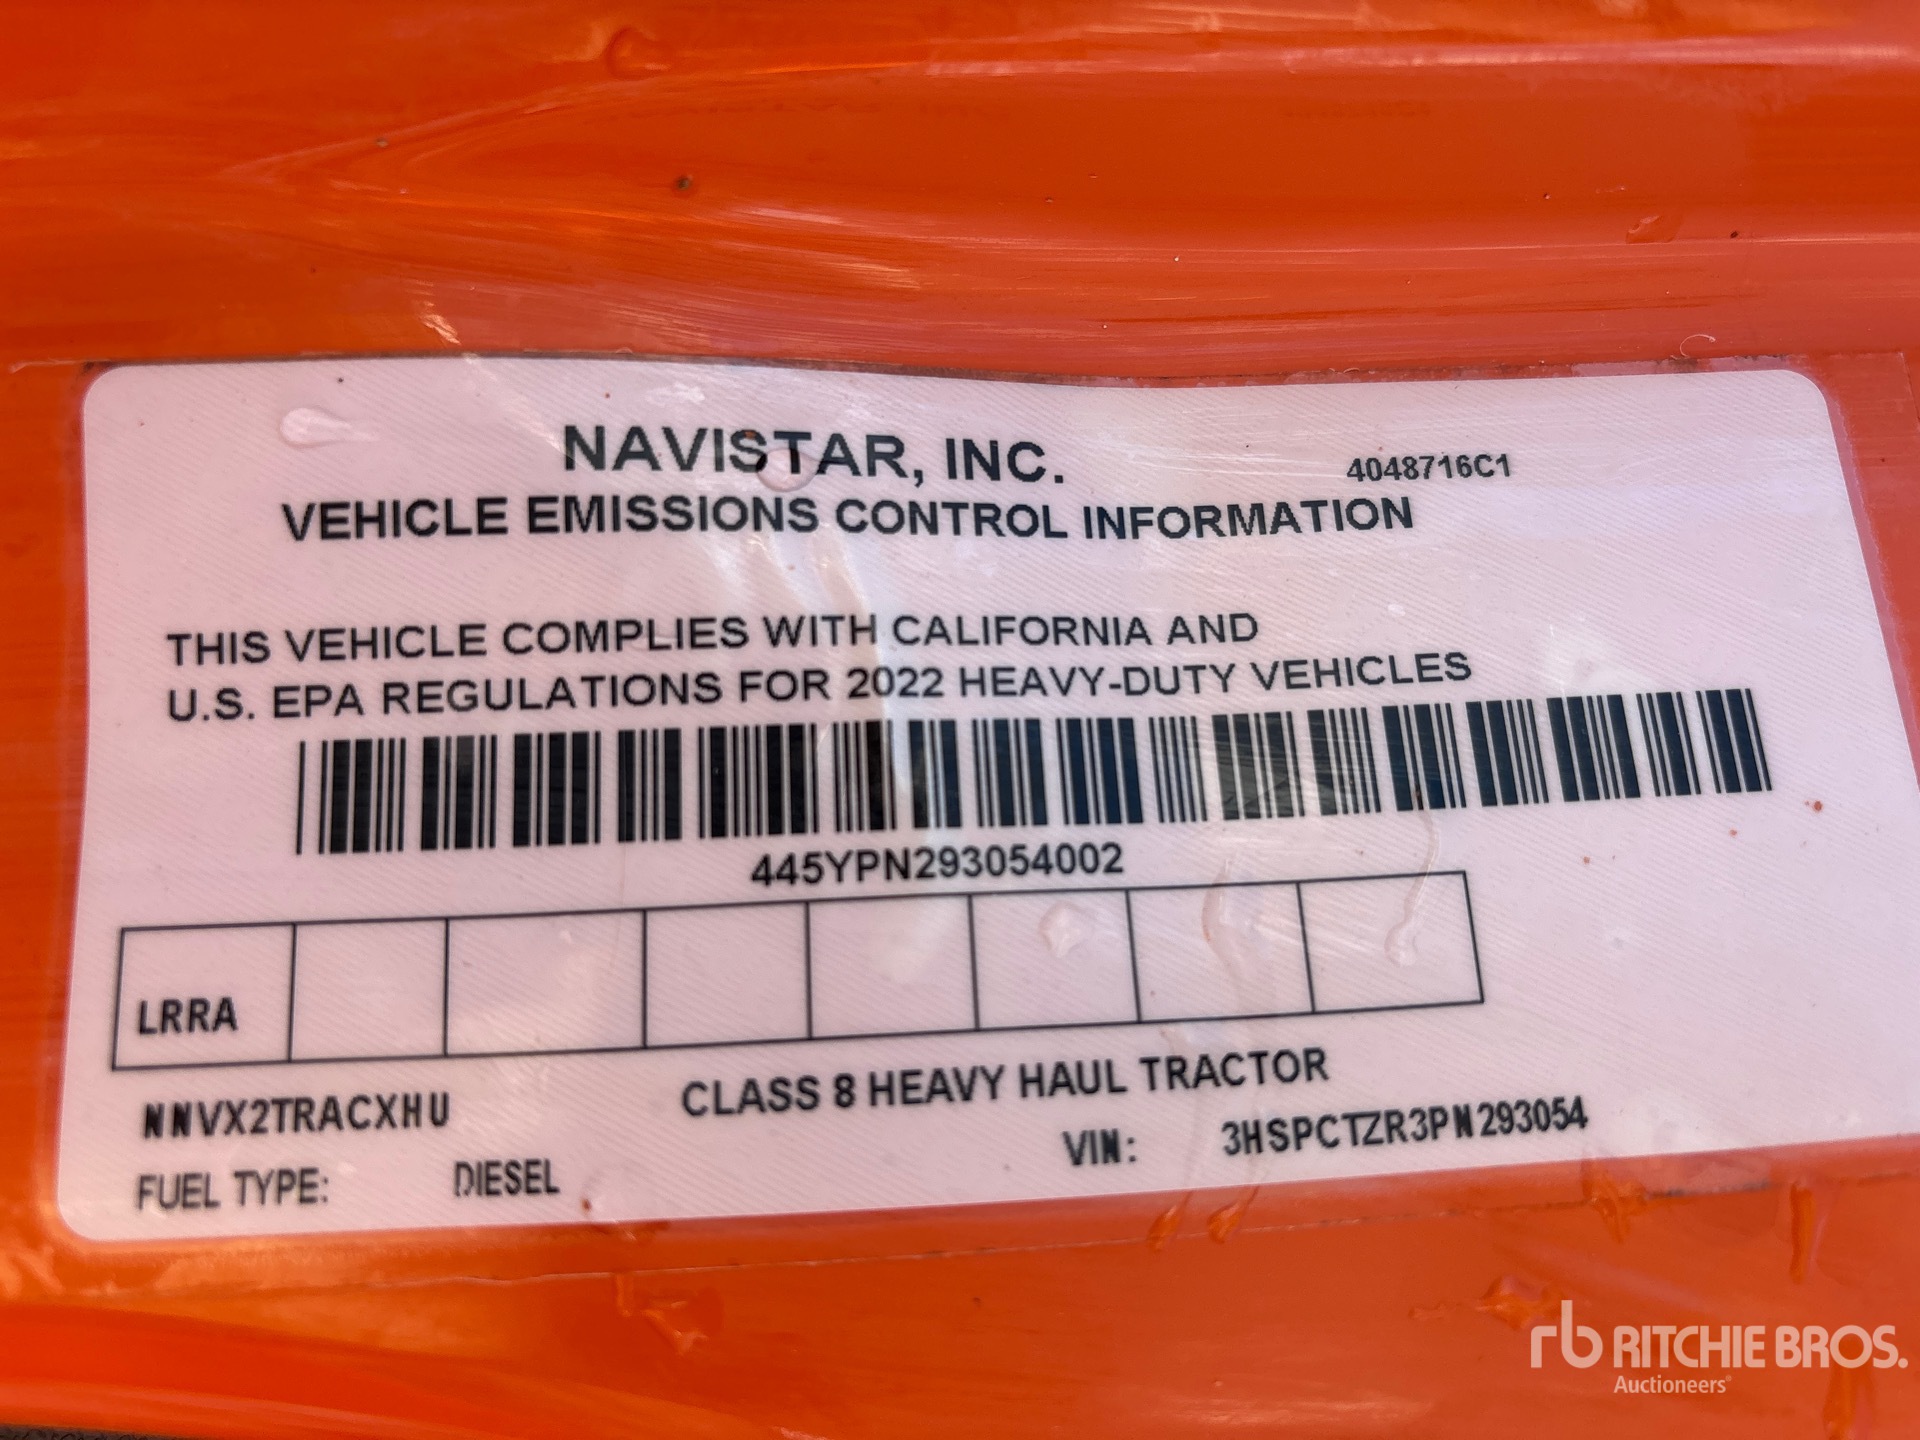 NAVISTAR, INC.
4048716C1
VEHICLE EMISSIONS CONTROL INFORMATION
THIS VEHICLE COMPLIES WITH CALIFORNIA AND
U.S. EPA REGULATIONS FOR 2022 HEAVY-DUTY VEHICLES
445YPN293054002
LRRA
NNVX2TRACXHU
CLASS 8 HEAVY HAUL TRACTOR
FUEL TYPE: DIESEL
VIN: 3HSPCTZR3PN293054
rb RITCHIE BROS.
Auctioneers